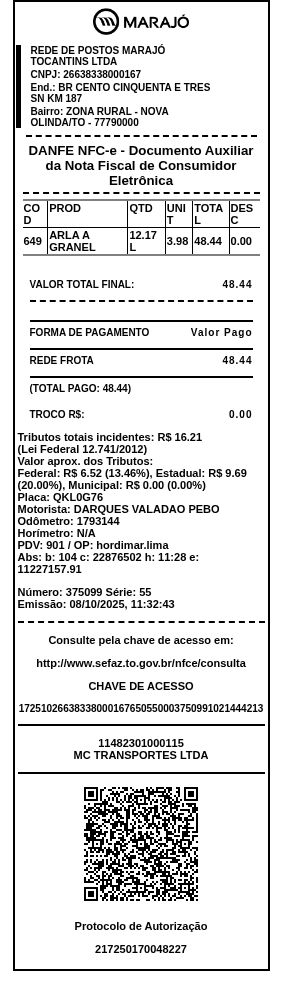 MARAJÓ
REDE DE POSTOS MARAJÓ
TOCANTINS LTDA
CNPJ: 26638338000167
End.: BR CENTO CINQUENTA E TRES
SN KM 187
Bairro: ZONA RURAL - NOVA
OLINDA/TO - 77790000
DANFE NFC-e - Documento Auxiliar
da Nota Fiscal de Consumidor
Eletrônica
CO PROD QTD UNI TOTA DES
D T L C
649 ARLA A 12.17 3.98 48.44 0.00
GRANEL L
VALOR TOTAL FINAL: 48.44
FORMA DE PAGAMENTO Valor Pago
REDE FROTA 48.44
(TOTAL PAGO: 48.44)
TROCO R$: 0.00
Tributos totais incidentes: R$ 16.21
(Lei Federal 12.741/2012)
Valor aprox. dos Tributos:
Federal: R$ 6.52 (13.46%), Estadual: R$ 9.69
(20.00%), Municipal: R$ 0.00 (0.00%)
Placa: QKL0G76
Motorista: DARQUES VALADAO PEBO
Odômetro: 1793144
Horímetro: N/A
PDV: 901 / OP: hordimar.lima
Abs: b: 104 c: 22876502 h: 11:28 e:
11227157.91
Número: 375099 Série: 55
Emissão: 08/10/2025, 11:32:43
Consulte pela chave de acesso em:
http://www.sefaz.to.gov.br/nfce/consulta
CHAVE DE ACESSO
17251026638338000167650550003750991021444213
11482301000115
MC TRANSPORTES LTDA
Protocolo de Autorização
217250170048227